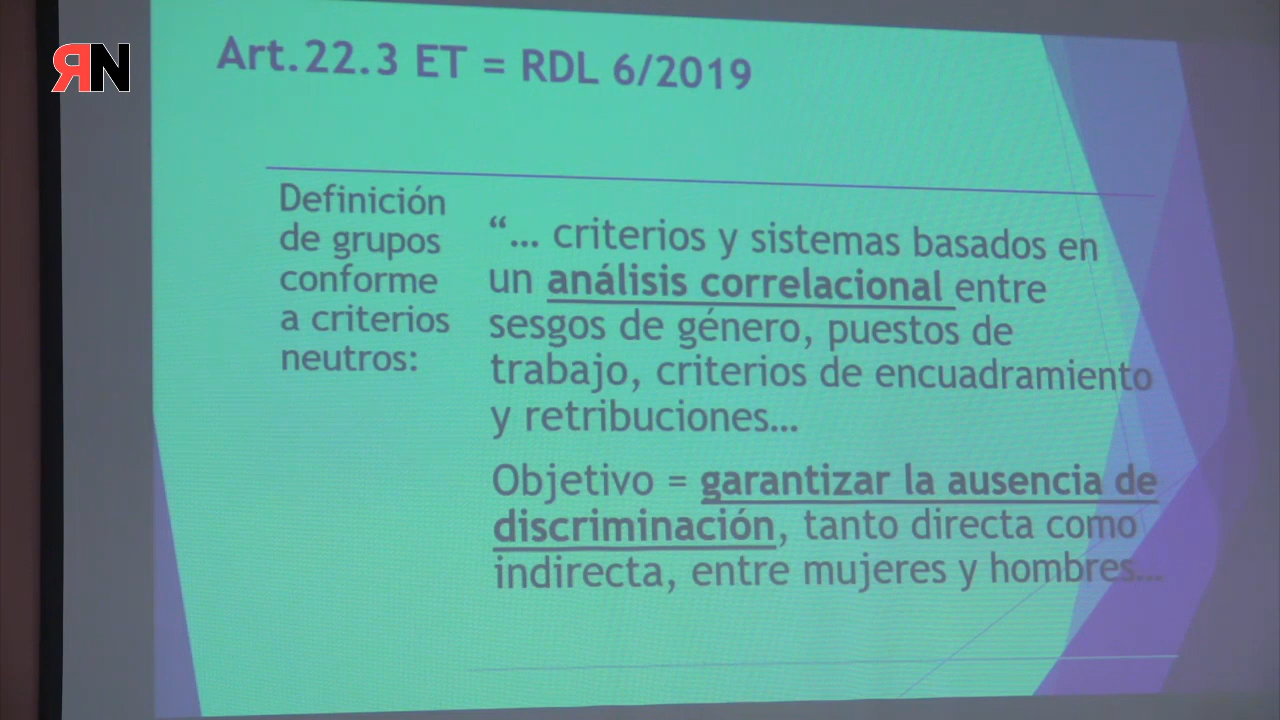 ЯN
Art.22.3 ET = RDL 6/2019
Definición
de grupos
conforme
a criterios
neutros:
“... criterios y sistemas basados en
un análisis correlacional entre
sesgos de género, puestos de
trabajo, criterios de encuadramiento
y retribuciones...
Objetivo = garantizar la ausencia de
discriminación, tanto directa como
indirecta, entre mujeres y hombres...